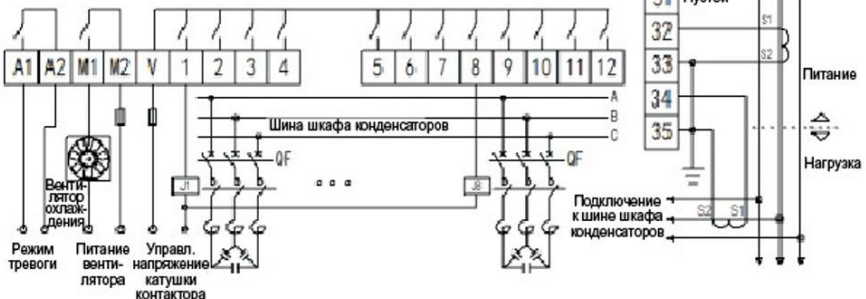 31 Пустой
32
33
34
35
S1
S2
Питание
Нагрузка
A1 A2 M1 M2 V 1 2 3 4
5 6 7 8 9 10 11 12
A
B
C
Шина шкафа конденсаторов
QF
QF
J1
J8
Венти-
лятор
охлаж-
дения
Режим
тревоги
Питание
венти-
лятора
Управл.
напряжение
катушки
контактора
Подключение
к шине шкафа
конденсаторов
S2 S1